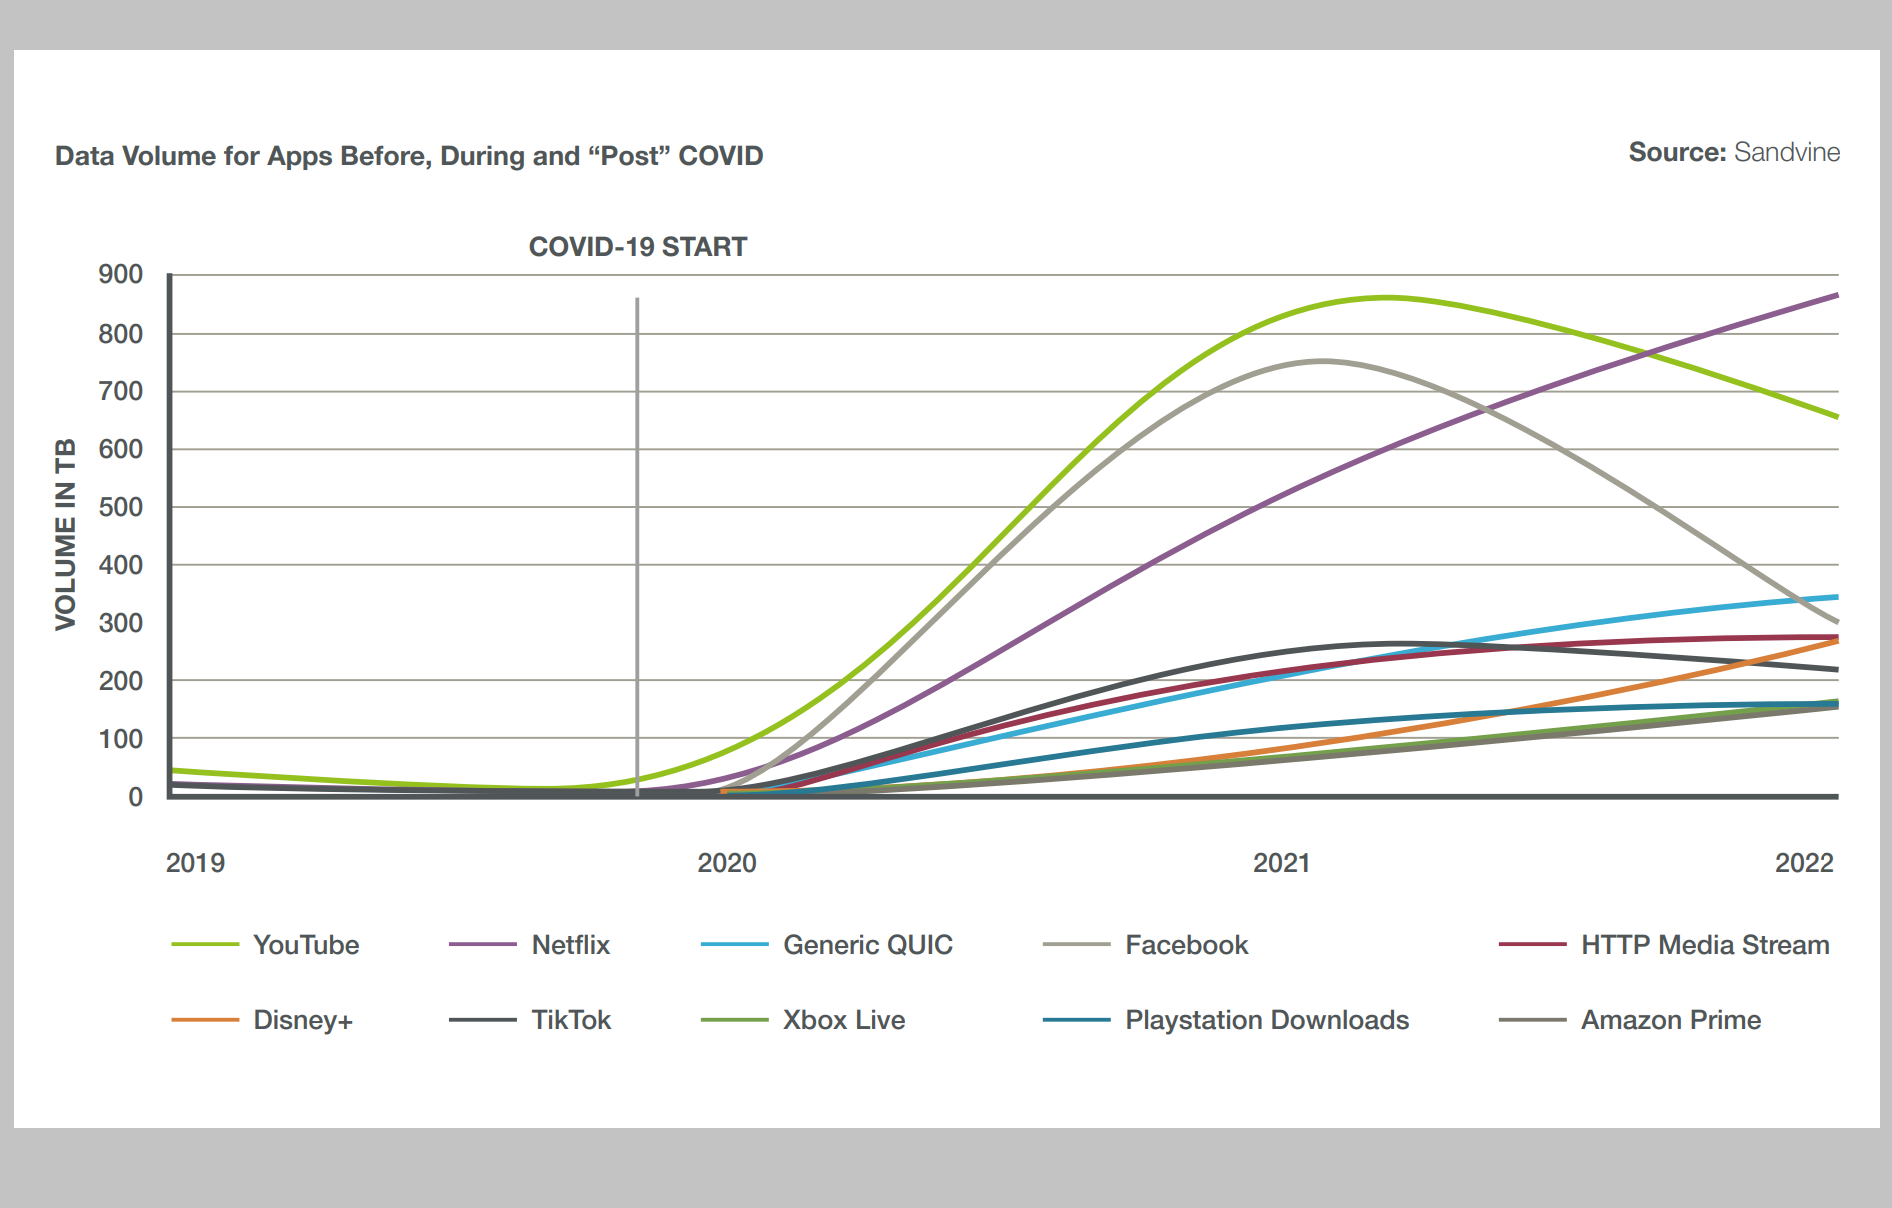 Data Volume for Apps Before, During and “Post” COVID
Source: Sandvine
COVID-19 START
VOLUME IN TB
900
800
700
600
500
400
300
200
100
0
2019 2020 2021 2022
YouTube Netflix Generic QUIC Facebook HTTP Media Stream
Disney+ TikTok Xbox Live Playstation Downloads Amazon Prime